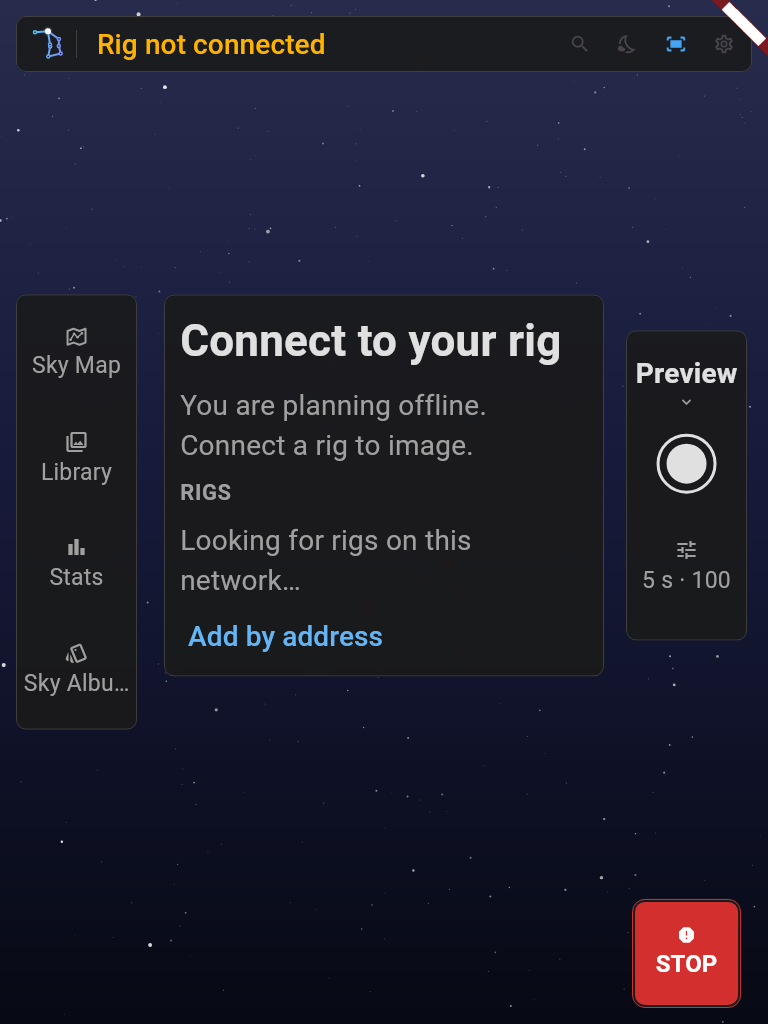 Rig not connected
Sky Map
Library
Stats
Sky Albu…
Connect to your rig
You are planning offline.
Connect a rig to image.
RIGS
Looking for rigs on this
network…
Add by address
Preview
5 s · 100
STOP